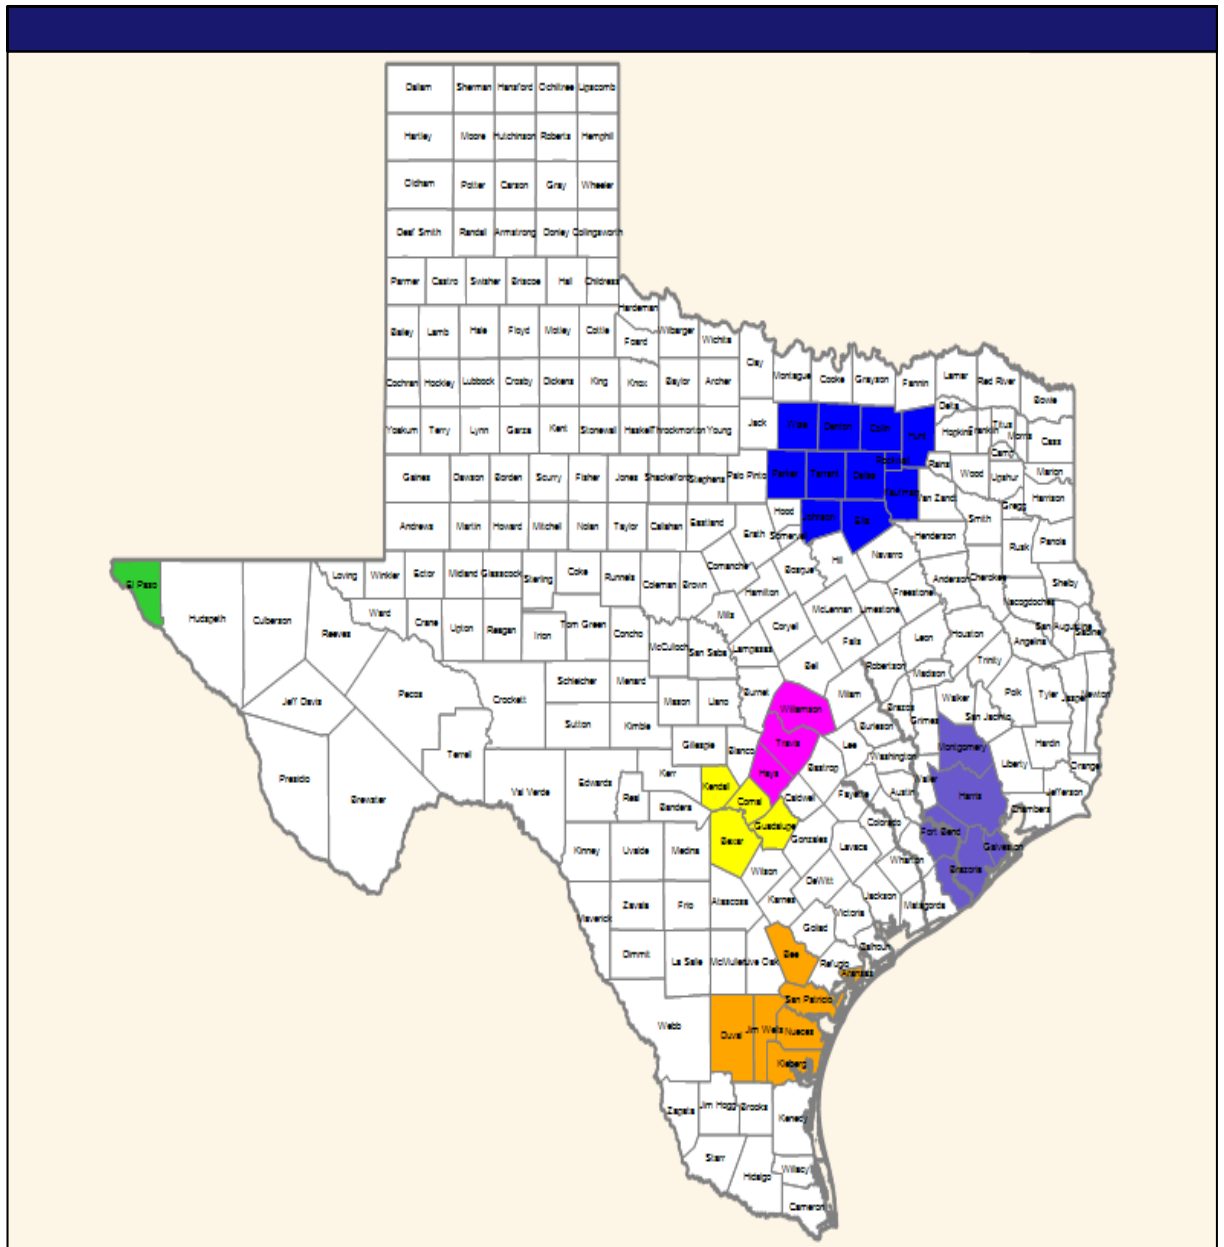 Dallam Sherman Hansford Ochiltree Lipscomb
Hartley Moore Hutchinson Roberts Hemphill
Oldham Potter Carson Gray Wheeler
Deaf Smith Randall Armstrong Donley Collingsworth
Parmer Castro Swisher Briscoe Hall Childress
Hardeman
Bailey Lamb Hale Floyd Motley Cottle Foard Wilbarger Wichita
Clay Montague Cooke Grayson Fannin Lamar Red River Bowie
Cochran Hockley Lubbock Crosby Dickens King Knox Baylor Archer
Yoakum Terry Lynn Garza Kent Stonewall Haskell Throckmorton Young Jack Wise Denton Collin Hunt Delta Hopkins Franklin Titus Morris Cass
Camp
Rockwall Rains Wood Upshur Marion
Gaines Dawson Borden Scurry Fisher Jones Shackelford Stephens Palo Pinto Parker Tarrant Dallas Kaufman Van Zandt Gregg Harrison
Andrews Martin Howard Mitchell Nolan Taylor Callahan Eastland Erath Hood Somervell Johnson Ellis Henderson Smith Rusk Panola
El Paso Hudspeth Culberson Reeves Loving Winkler Ector Midland Glasscock Sterling Coke Runnels Coleman Brown Comanche Hamilton Bosque Hill Navarro Freestone Anderson Cherokee Nacogdoches Shelby
Ward Crane Upton Reagan Irion Tom Green Concho McCulloch San Saba Mills Lampasas Coryell McLennan Limestone Falls Leon Houston Angelina San Augustine Sabine
Jeff Davis Pecos Crockett Schleicher Menard Mason Llano Burnet Bell Milam Robertson Madison Trinity Walker Polk Tyler Jasper Newton
Presidio Brewster Terrell Val Verde Sutton Kimble Gillespie Blanco Williamson Travis Hays Lee Burleson Brazos Grimes San Jacinto Montgomery Liberty Hardin Orange
Edwards Real Kerr Bandera Kendall Comal Guadalupe Caldwell Bastrop Fayette Washington Austin Waller Harris Chambers Jefferson
Kinney Uvalde Medina Bexar Wilson Gonzales Lavaca Colorado Wharton Fort Bend Brazoria Galveston
Maverick Zavala Frio Atascosa Karnes DeWitt Victoria Jackson Matagorda
Dimmit La Salle McMullen Live Oak Bee Goliad Refugio Calhoun Aransas
Webb Duval Jim Wells San Patricio Nueces Kleberg
Zapata Jim Hogg Brooks Kenedy
Starr Hidalgo Willacy
Cameron